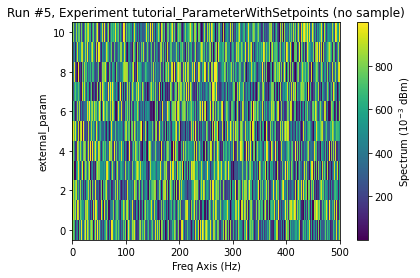 Run #5, Experiment tutorial_ParameterWithSetpoints (no sample)
10
8
6
4
2
0
external_param
0 100 200 300 400 500
Freq Axis (Hz)
800
600
400
200
Spectrum (10⁻³ dBm)